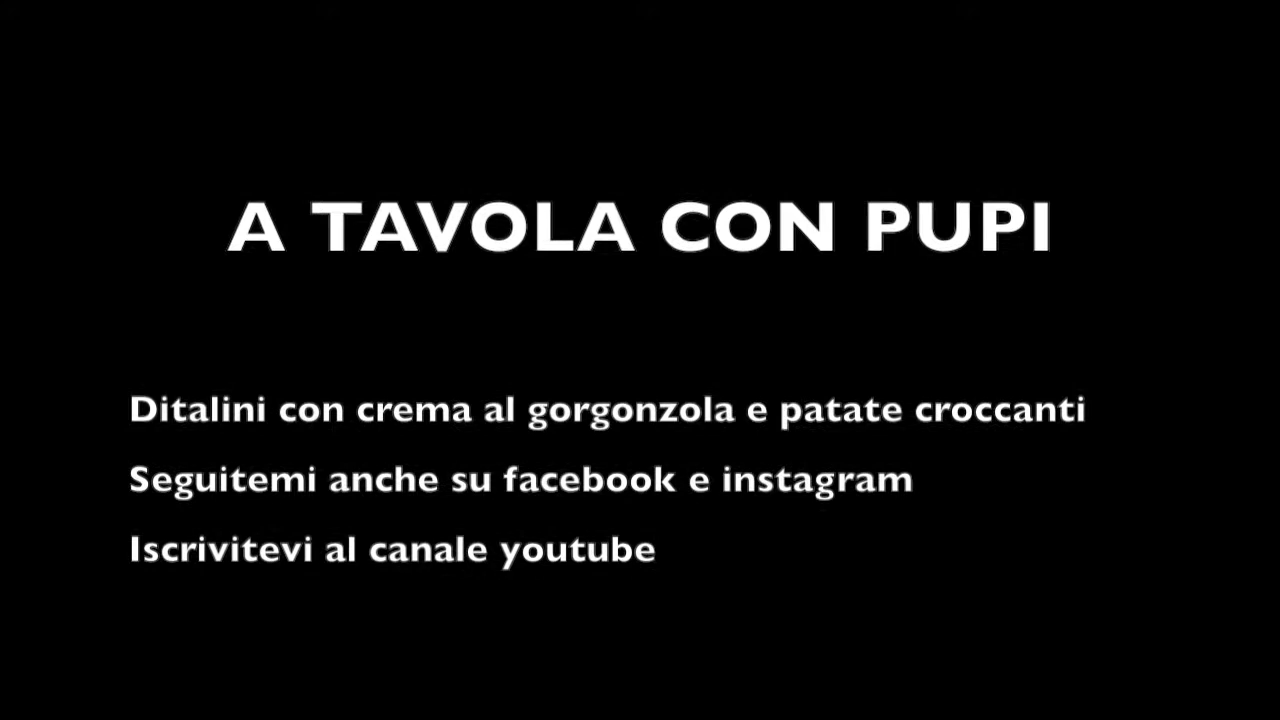 A TAVOLA CON PUPI
Ditalini con crema al gorgonzola e patate croccanti
Seguitemi anche su facebook e instagram
Iscrivitevi al canale youtube